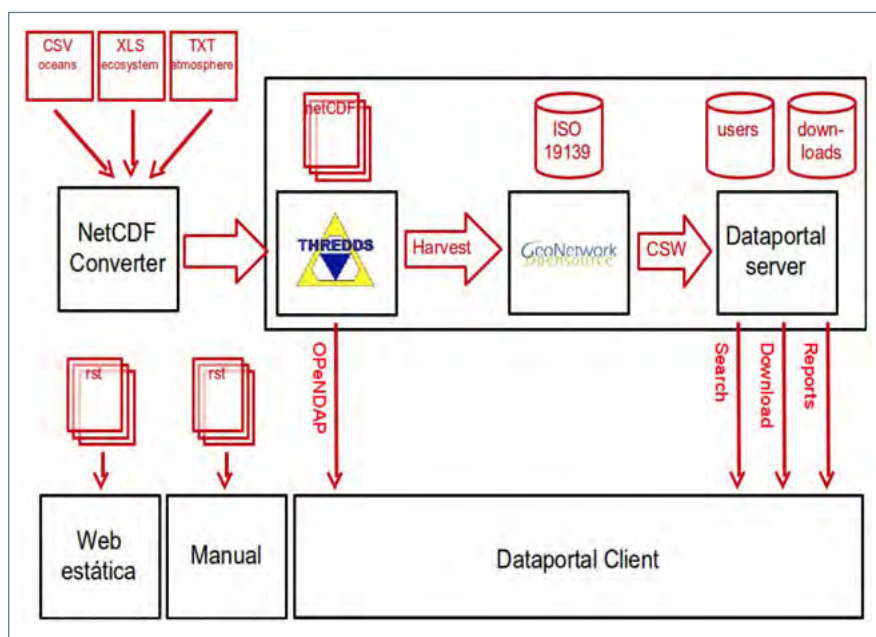 CSV
oceans
XLS
ecosystem
TXT
atmosphere
netCDF
ISO
19139
users
down-
loads
NetCDF
Converter
THREDDS
Harvest
GeoNetwork
Opensource
CSW
Dataportal
server
rst
rst
OPeNDAP
Search
Download
Reports
Web
estática
Manual
Dataportal Client